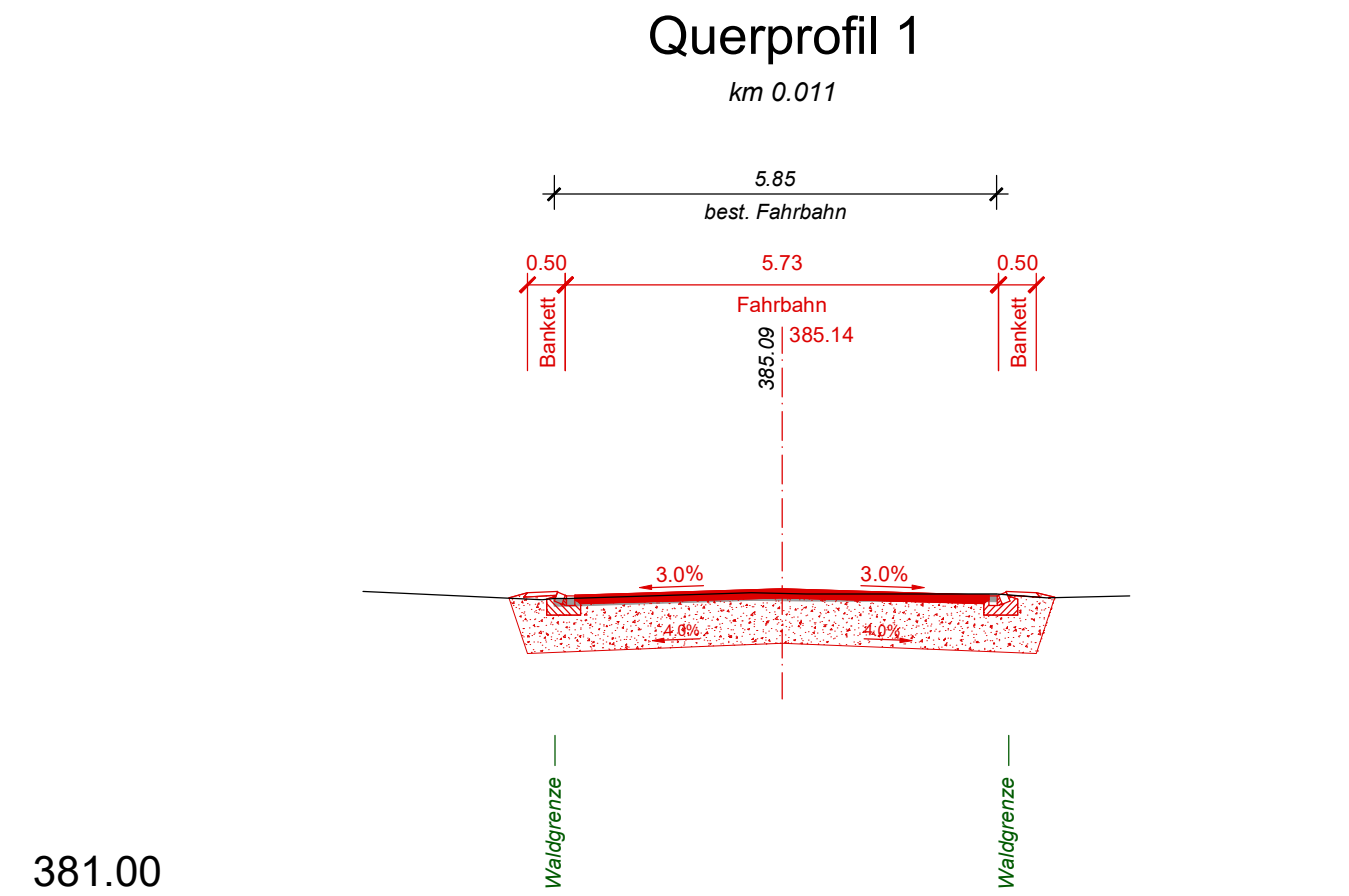 Querprofil 1
km 0.011
5.85
best. Fahrbahn
0.50
5.73
0.50
Bankett
Fahrbahn
Bankett
385.09
385.14
3.0%
3.0%
4.0%
4.0%
Waldgrenze
Waldgrenze
381.00